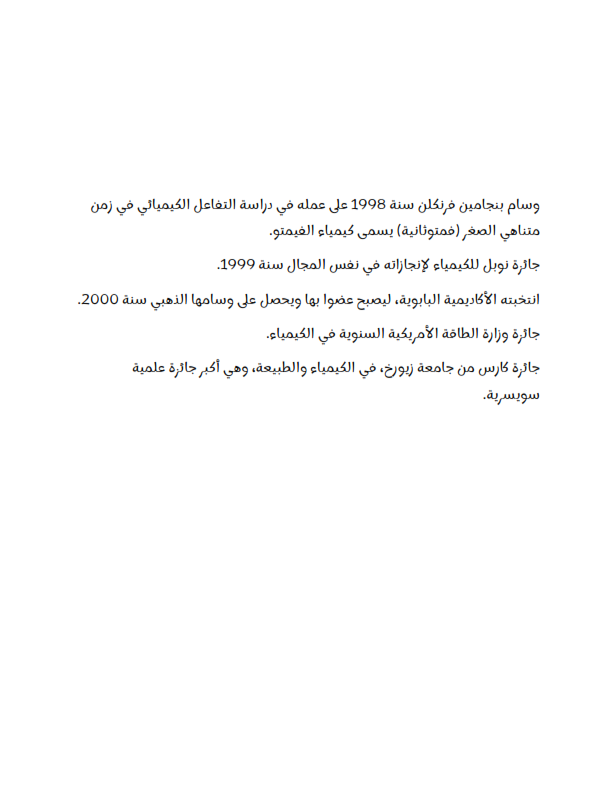 وسام بنجامين فرنكلن سنة 1998 على عمله في دراسة التفاعل الكيميائي في زمن
متناهي الصغر (فمتوثانية) يسمى كيمياء الفيمتو.
جائزة نوبل للكيمياء لإنجازاته في نفس المجال سنة 1999.
انتخبته الأكاديمية البابوية، ليصبح عضوا بها ويحصل على وسامها الذهبي سنة 2000.
جائزة وزارة الطاقة الأمريكية السنوية في الكيمياء.
جائزة كارس من جامعة زيورخ، في الكيمياء والطبيعة، وهي أكبر جائزة علمية
سويسرية.